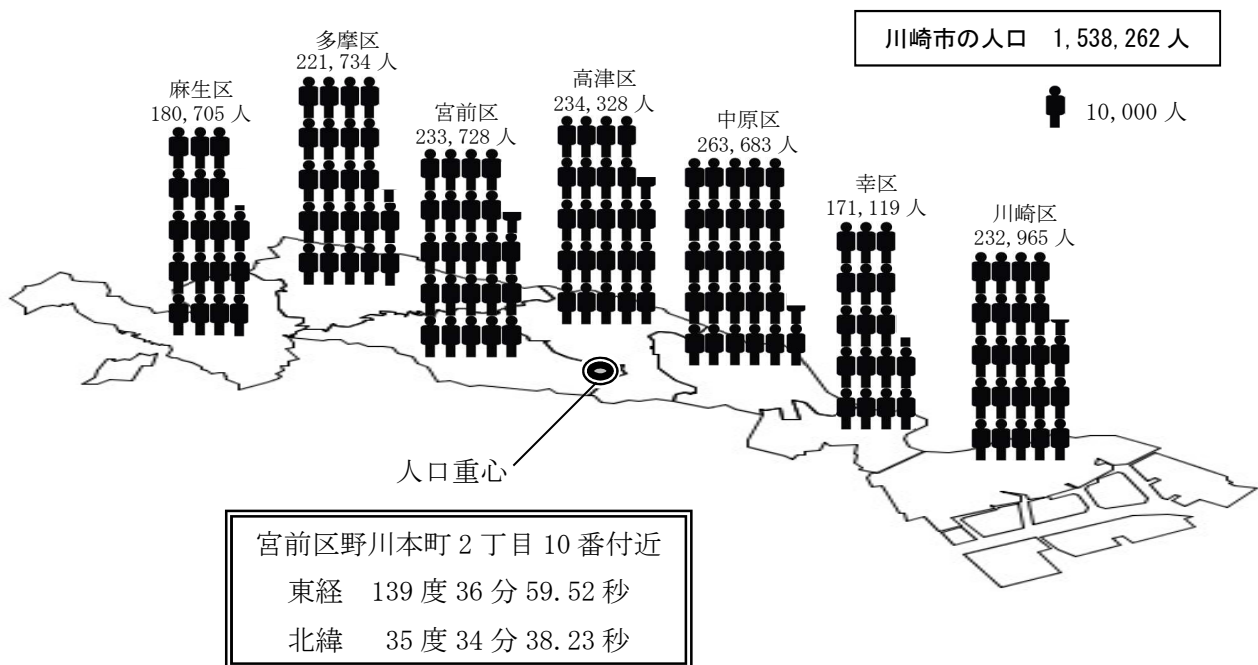 川崎市の人口 1,538,262 人
10,000 人
多摩区
221,734 人
麻生区
180,705 人
宮前区
233,728 人
高津区
234,328 人
中原区
263,683 人
幸区
171,119 人
川崎区
232,965 人
人口重心
宮前区野川本町 2 丁目 10 番付近
東経 139 度 36 分 59.52 秒
北緯 35 度 34 分 38.23 秒